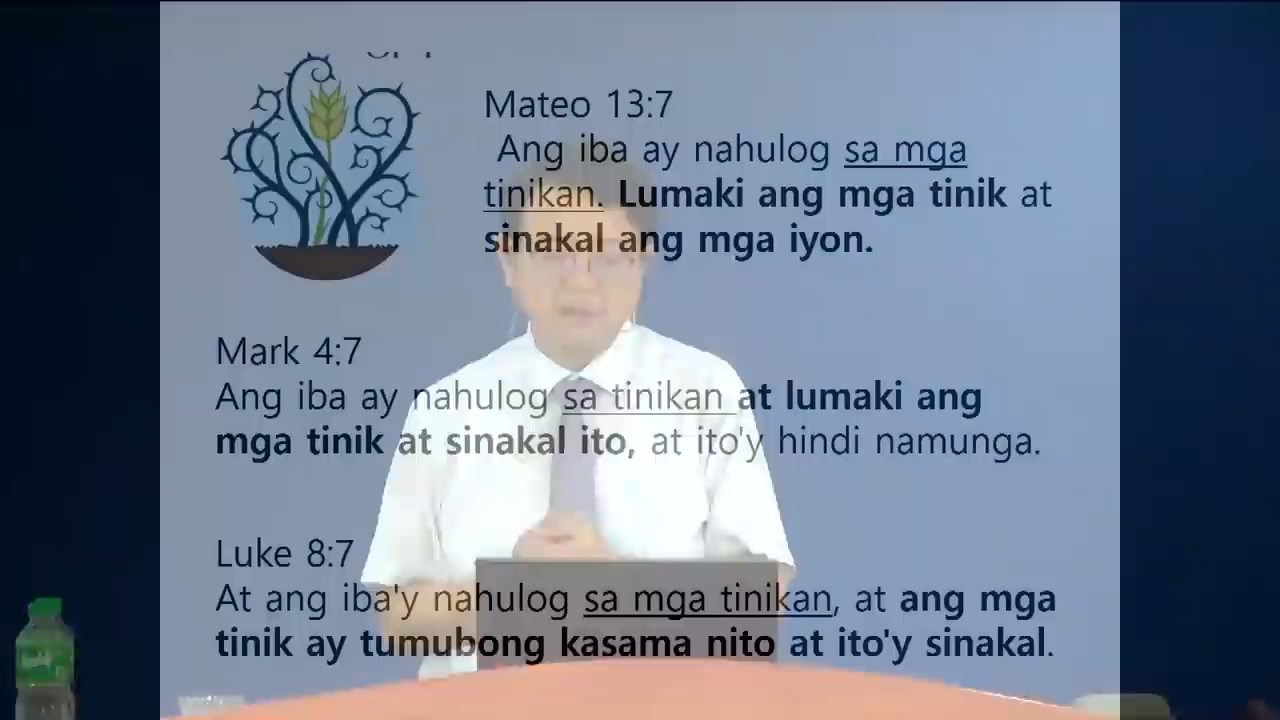 Mateo 13:7
Ang iba ay nahulog sa mga
tinikan. Lumaki ang mga tinik at
sinakal ang mga iyon.
Mark 4:7
Ang iba ay nahulog sa tinikan at lumaki ang
mga tinik at sinakal ito, at ito'y hindi namunga.
Luke 8:7
At ang iba'y nahulog sa mga tinikan, at ang mga
tinik ay tumubong kasama nito at ito'y sinakal.